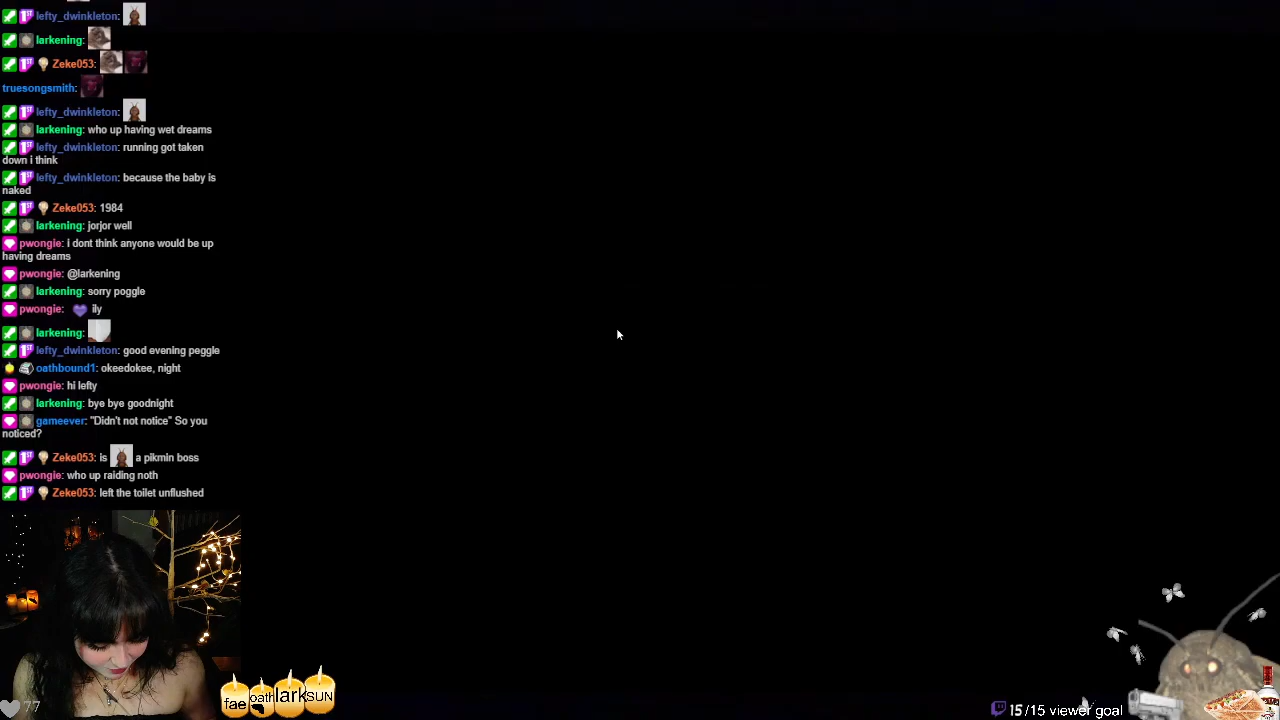 lefty_dwinkleton:
larkening:
Zeke053:
truesongsmith:
lefty_dwinkleton:
larkening: who up having wet dreams
lefty_dwinkleton: running got taken
down i think
lefty_dwinkleton: because the baby is
naked
Zeke053: 1984
larkening: jorjor well
pwongie: i dont think anyone would be up
having dreams
pwongie: @larkening
larkening: sorry poggle
pwongie: ily
larkening:
lefty_dwinkleton: good evening peggle
oathbound1: okeedokee, night
pwongie: hi lefty
larkening: bye bye goodnight
gameever: "Didn't not notice" So you
noticed?
Zeke053: is a pikmin boss
pwongie: who up raiding noth
Zeke053: left the toilet unflushed
fae oath lark SUN
77
15/15 viewer goal